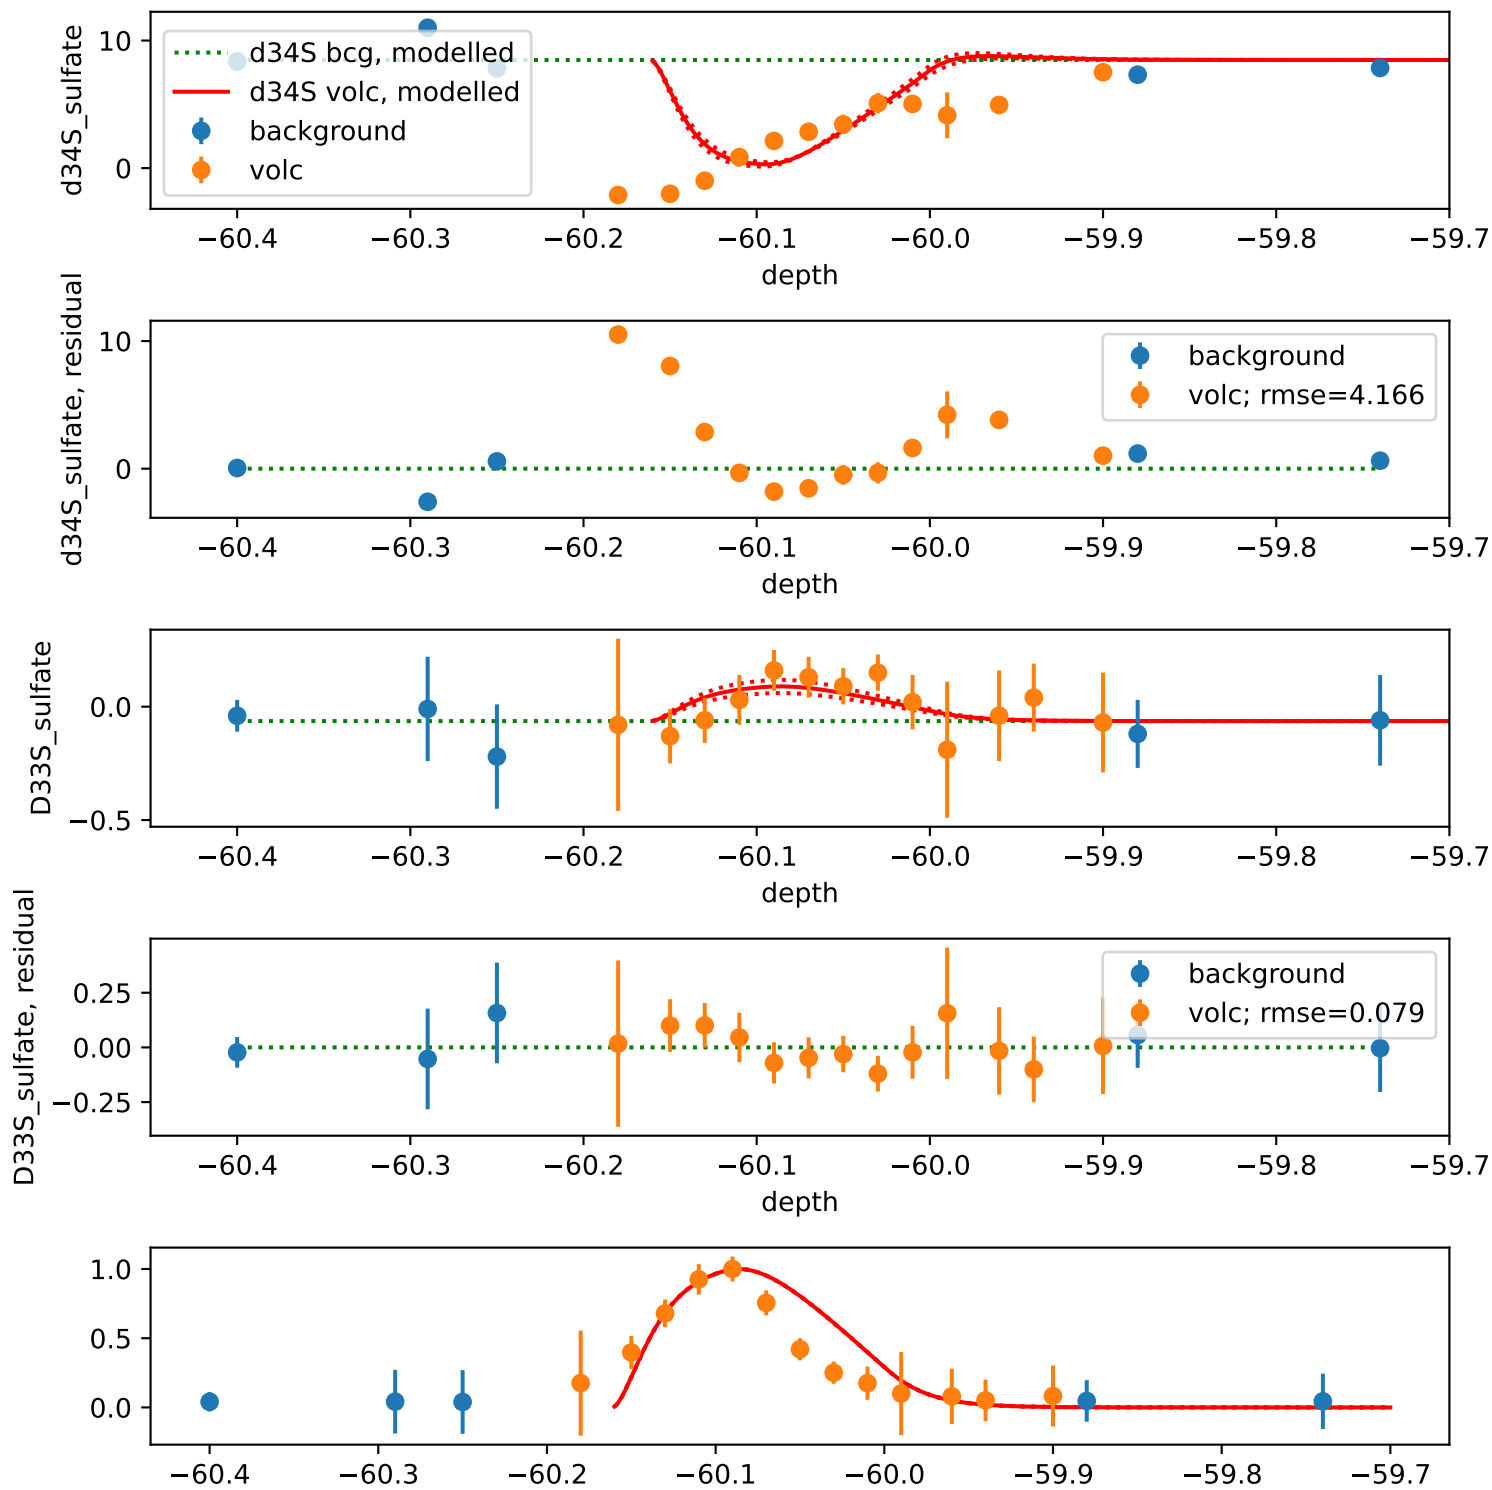 d34S_sulfate
10
0
d34S bcg, modelled
d34S volc, modelled
background
volc
−60.4 −60.3 −60.2 −60.1 −60.0 −59.9 −59.8 −59.7
depth
d34S_sulfate, residual
10
0
background
volc; rmse=4.166
−60.4 −60.3 −60.2 −60.1 −60.0 −59.9 −59.8 −59.7
depth
D33S_sulfate
0.0
−0.5
−60.4 −60.3 −60.2 −60.1 −60.0 −59.9 −59.8 −59.7
depth
D33S_sulfate, residual
0.25
0.00
−0.25
background
volc; rmse=0.079
−60.4 −60.3 −60.2 −60.1 −60.0 −59.9 −59.8 −59.7
depth
1.0
0.5
0.0
−60.4 −60.3 −60.2 −60.1 −60.0 −59.9 −59.8 −59.7